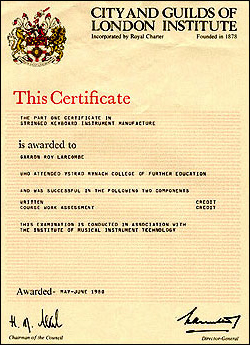 CITY AND GUILDS OF
LONDON INSTITUTE
Incorporated by Royal Charter Founded in 1878
This Certificate
THE PART ONE CERTIFICATE IN
STRINGED KEYBOARD INSTRUMENT MANUFACTURE
is awarded to
GARRON ROY LARCOMBE
WHO ATTENDED YSTRAD MYNACH COLLEGE OF FURTHER EDUCATION
AND WAS SUCCESSFUL IN THE FOLLOWING TWO COMPONENTS
WRITTEN CREDIT
COURSE WORK ASSESSMENT CREDIT
THIS EXAMINATION IS CONDUCTED IN ASSOCIATION WITH
THE INSTITUTE OF MUSICAL INSTRUMENT TECHNOLOGY
Awarded- MAY-JUNE 1980
Chairman of the Council Director-General